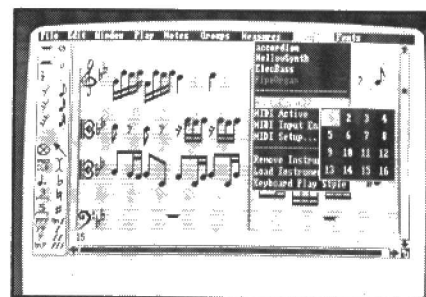 File Edit Window Play Notes Groups Measures Fonts
accordion
MellowSynth
ElecBass
MIDI Active
MIDI Input En
MIDI Setup...
1 2 3 4
5 6 7 8
9 10 11 12
13 14 15 16
Remove Instrum
Load Instrumen
Keyboard Play Style
15